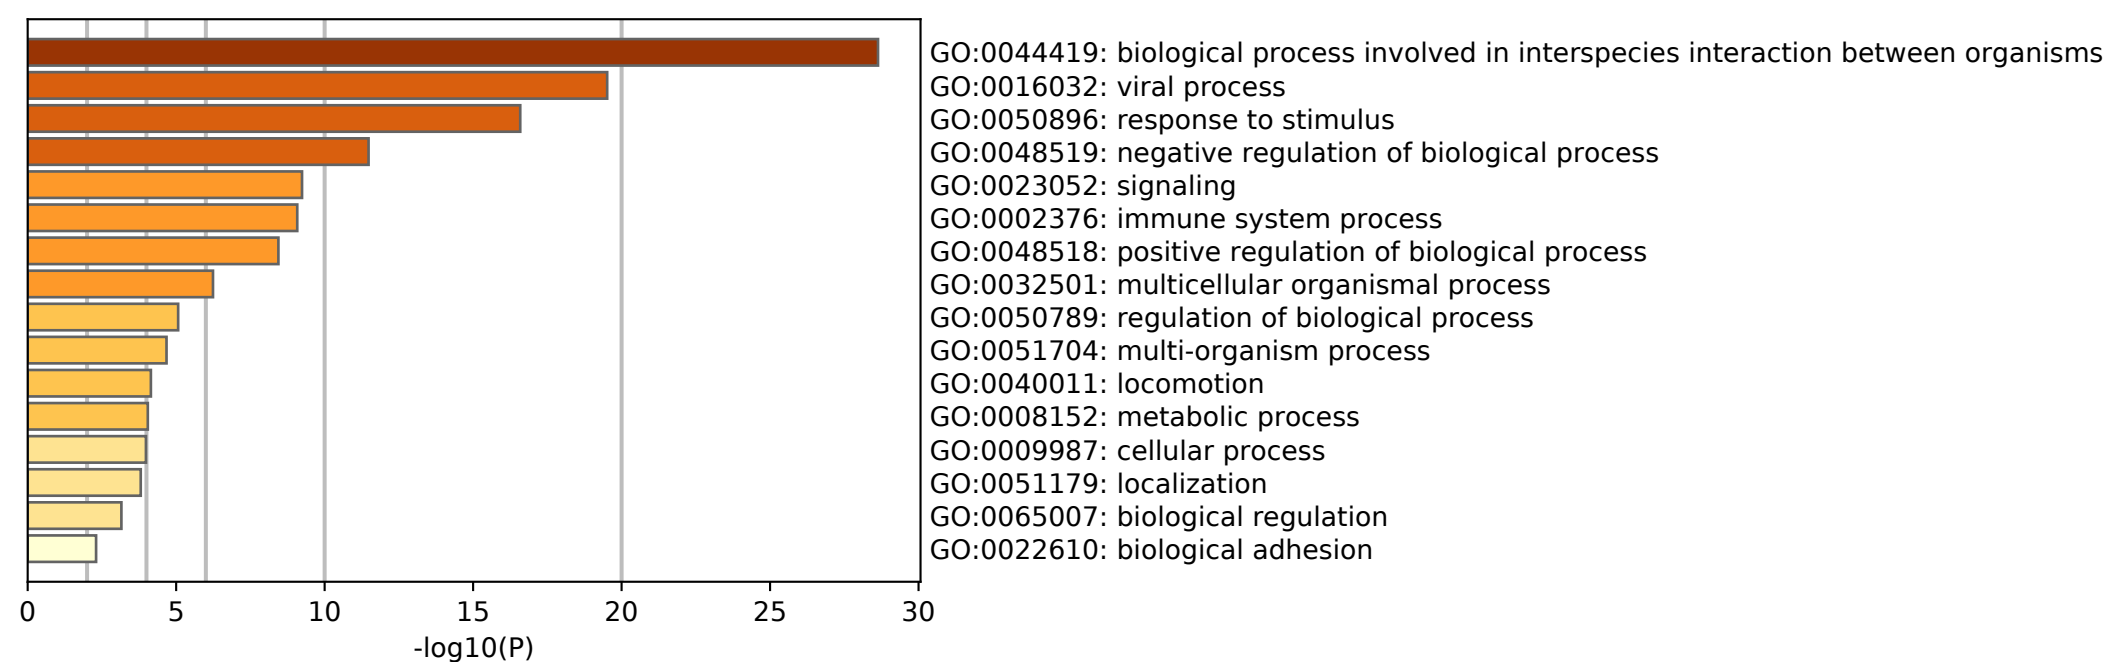 GO:0044419: biological process involved in interspecies interaction between organisms
GO:0016032: viral process
GO:0050896: response to stimulus
GO:0048519: negative regulation of biological process
GO:0023052: signaling
GO:0002376: immune system process
GO:0048518: positive regulation of biological process
GO:0032501: multicellular organismal process
GO:0050789: regulation of biological process
GO:0051704: multi-organism process
GO:0040011: locomotion
GO:0008152: metabolic process
GO:0009987: cellular process
GO:0051179: localization
GO:0065007: biological regulation
GO:0022610: biological adhesion
0 5 10 15 20 25 30
-log10(P)